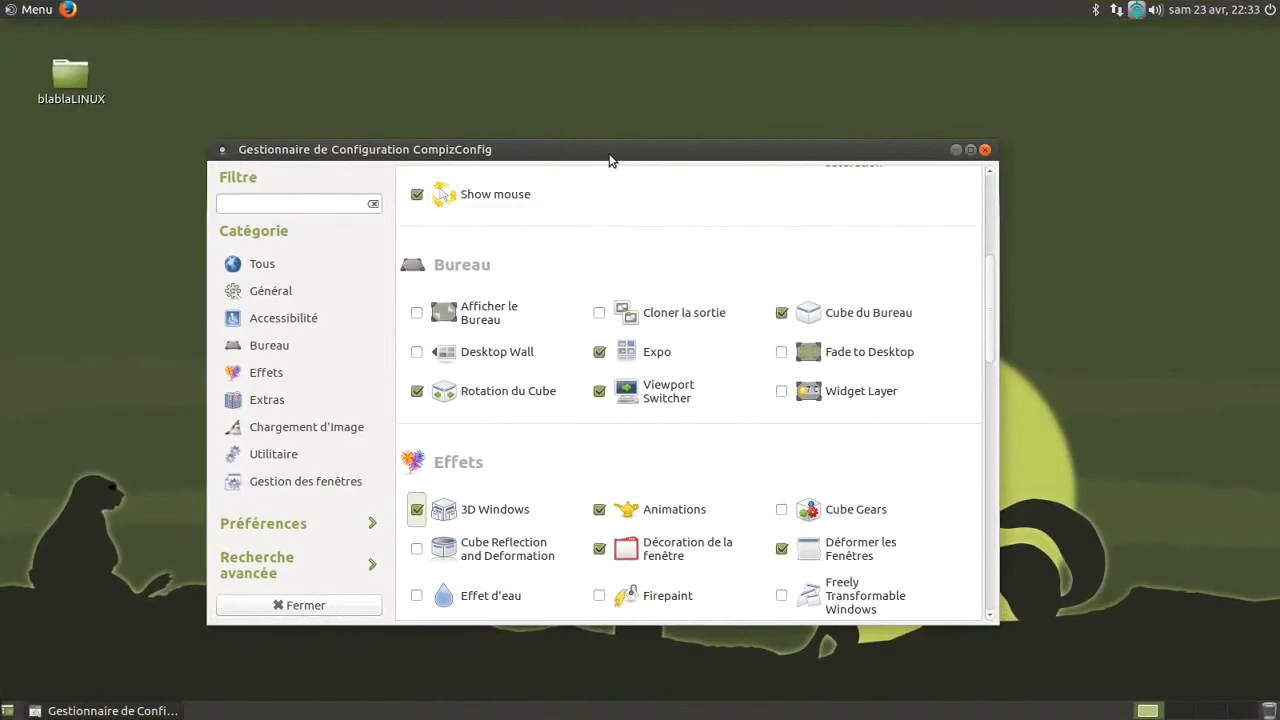 Menu
sam 23 avr, 22:33
blablaLINUX
Gestionnaire de Configuration CompizConfig
Filtre
Catégorie
Tous
Général
Accessibilité
Bureau
Effets
Extras
Chargement d'Image
Utilitaire
Gestion des fenêtres
Préférences
Recherche
avancée
Fermer
Show mouse
Bureau
Afficher le
Bureau
Cloner la sortie
Cube du Bureau
Desktop Wall
Expo
Fade to Desktop
Rotation du Cube
Viewport
Switcher
Widget Layer
Effets
3D Windows
Animations
Cube Gears
Cube Reflection
and Deformation
Décoration de la
fenêtre
Déformer les
Fenêtres
Effet d'eau
Firepaint
Freely
Transformable
Windows
Gestionnaire de Confi...